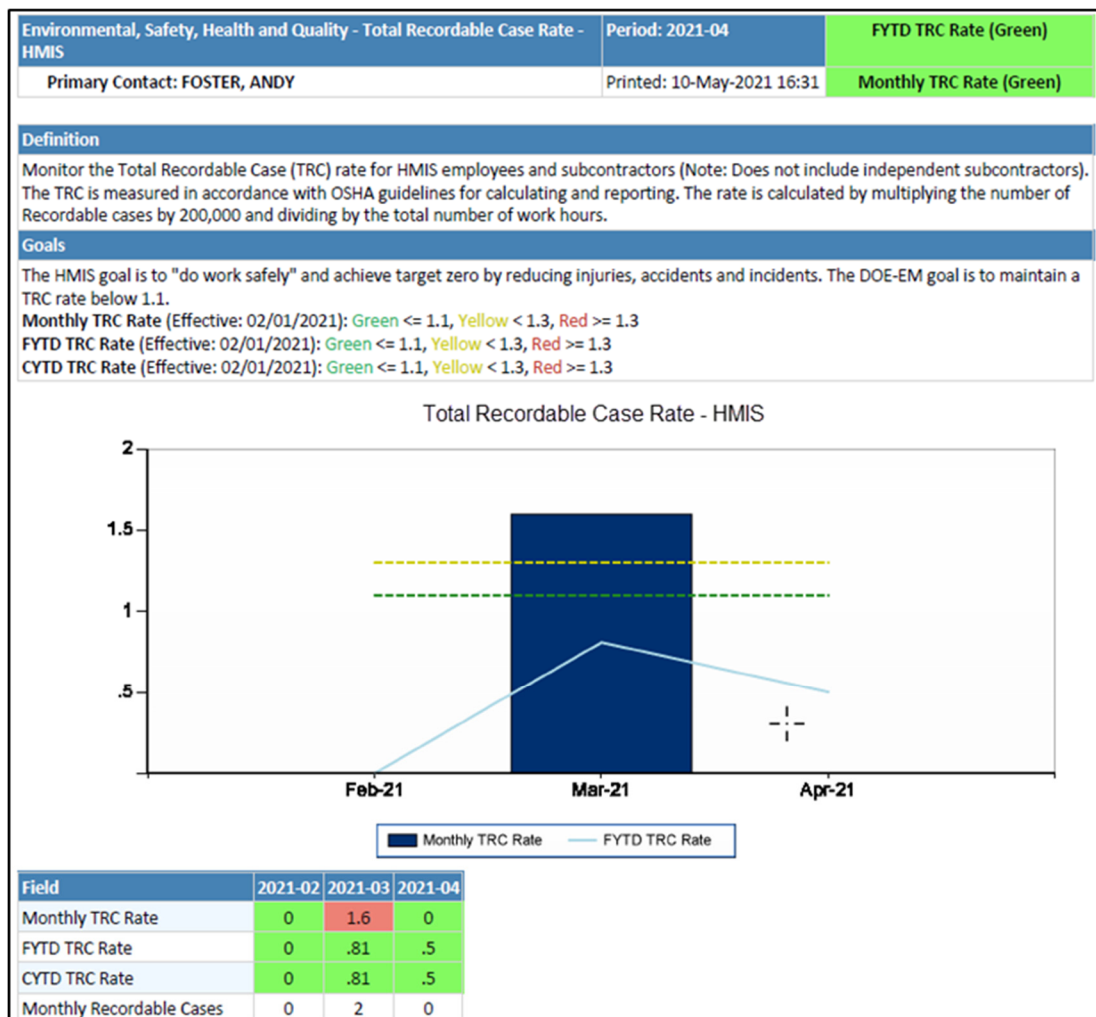 Environmental, Safety, Health and Quality - Total Recordable Case Rate -
HMIS
Period: 2021-04
FYTD TRC Rate (Green)
Primary Contact: FOSTER, ANDY
Printed: 10-May-2021 16:31
Monthly TRC Rate (Green)
Definition
Monitor the Total Recordable Case (TRC) rate for HMIS employees and subcontractors (Note: Does not include independent subcontractors).
The TRC is measured in accordance with OSHA guidelines for calculating and reporting. The rate is calculated by multiplying the number of
Recordable cases by 200,000 and dividing by the total number of work hours.
Goals
The HMIS goal is to "do work safely" and achieve target zero by reducing injuries, accidents and incidents. The DOE-EM goal is to maintain a
TRC rate below 1.1.
Monthly TRC Rate (Effective: 02/01/2021): Green <= 1.1, Yellow < 1.3, Red >= 1.3
FYTD TRC Rate (Effective: 02/01/2021): Green <= 1.1, Yellow < 1.3, Red >= 1.3
CYTD TRC Rate (Effective: 02/01/2021): Green <= 1.1, Yellow < 1.3, Red >= 1.3
Total Recordable Case Rate - HMIS
2
1.5
1
.5
Feb-21 Mar-21 Apr-21
Monthly TRC Rate FYTD TRC Rate
Field 2021-02 2021-03 2021-04
Monthly TRC Rate 0 1.6 0
FYTD TRC Rate 0 .81 .5
CYTD TRC Rate 0 .81 .5
Monthly Recordable Cases 0 2 0